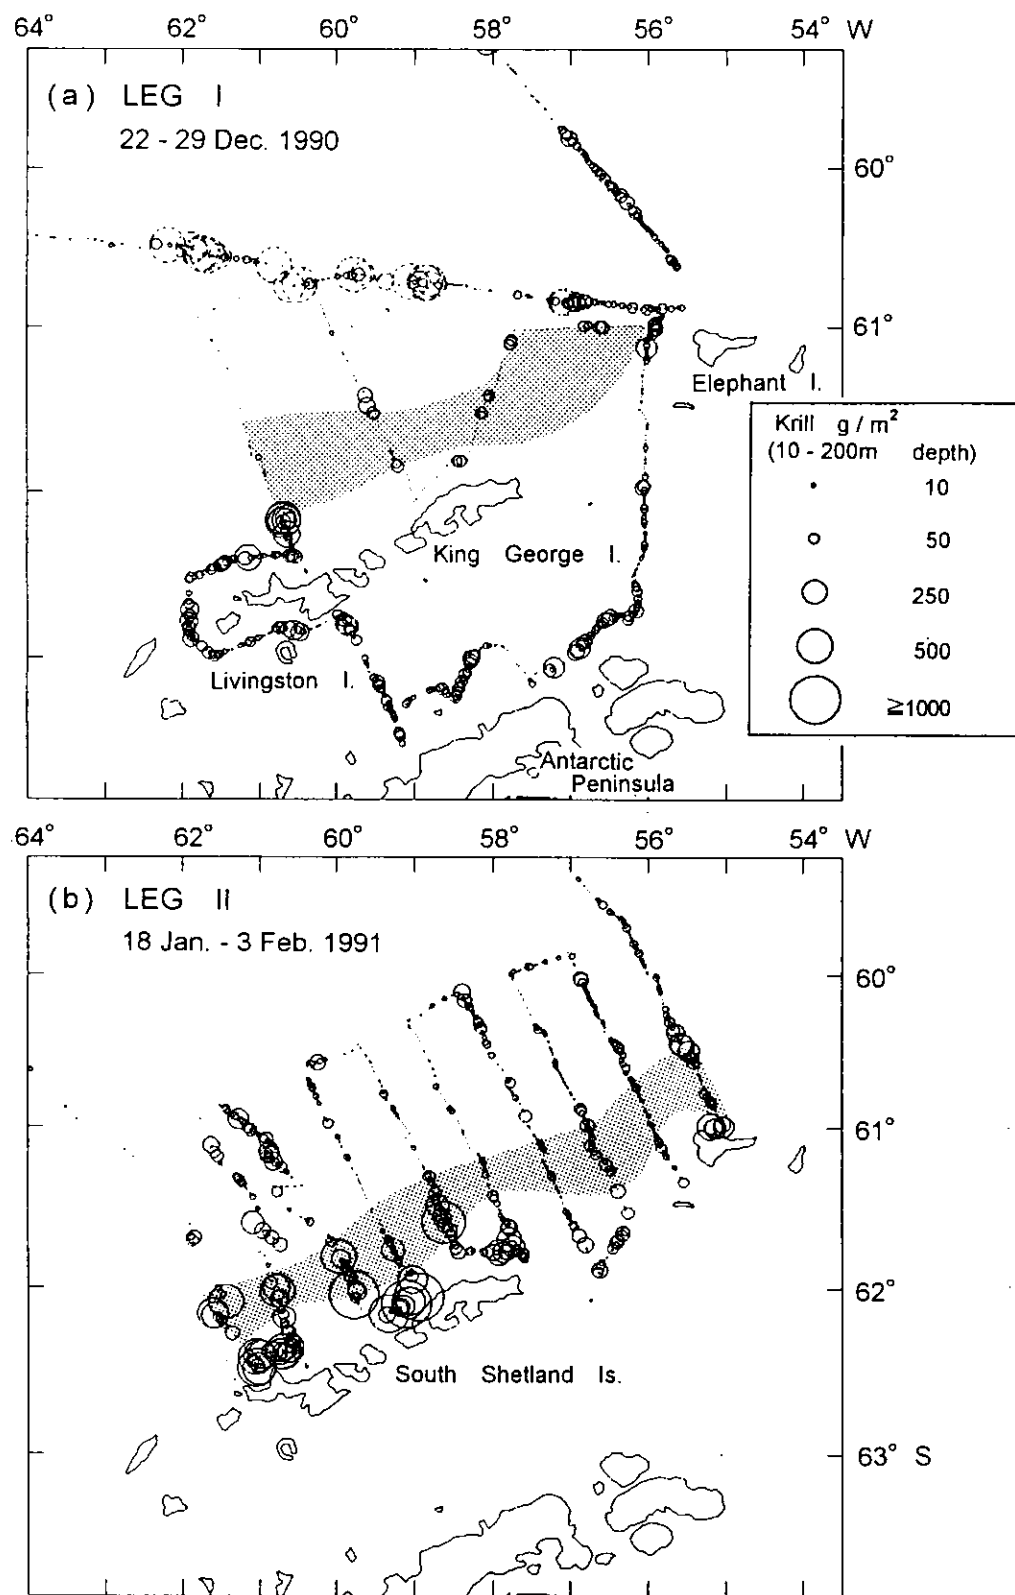 64° 62° 60° 58° 56° 54° W
(a) LEG I
22 - 29 Dec. 1990
60°
61°
Elephant I.
Krill g / m²
(10 - 200m depth)
10
50
250
500
≧1000
King George I.
Livingston I.
Antarctic
Peninsula
64° 62° 60° 58° 56° 54° W
(b) LEG II
18 Jan. - 3 Feb. 1991
60°
61°
62°
South Shetland Is.
63° S